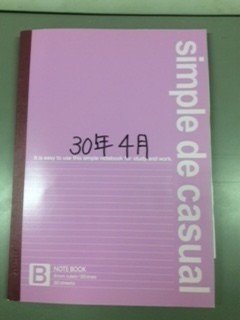 simple de casual
30年4月
It is easy to use this simple notebook for study and work.
B
NOTE BOOK